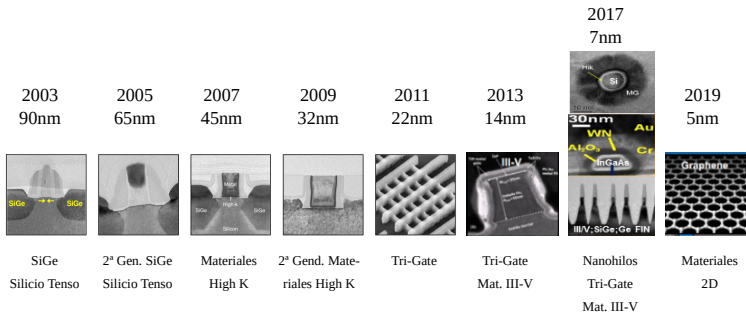 2017
7nm
2003
90nm
2005
65nm
2007
45nm
2009
32nm
2011
22nm
2013
14nm
2019
5nm
SiGe
SiGe
Metal
High K
SiGe
SiGe
Silicon
III-V
Hik
Si
MG
30nm
WN
Au
Al₂O₃
Cr
InGaAs
III/V;SiGe;Ge FIN
Graphene
SiGe
Silicio Tenso
2ª Gen. SiGe
Silicio Tenso
Materiales
High K
2ª Gend. Mate-
riales High K
Tri-Gate
Tri-Gate
Mat. III-V
Nanohilos
Tri-Gate
Mat. III-V
Materiales
2D